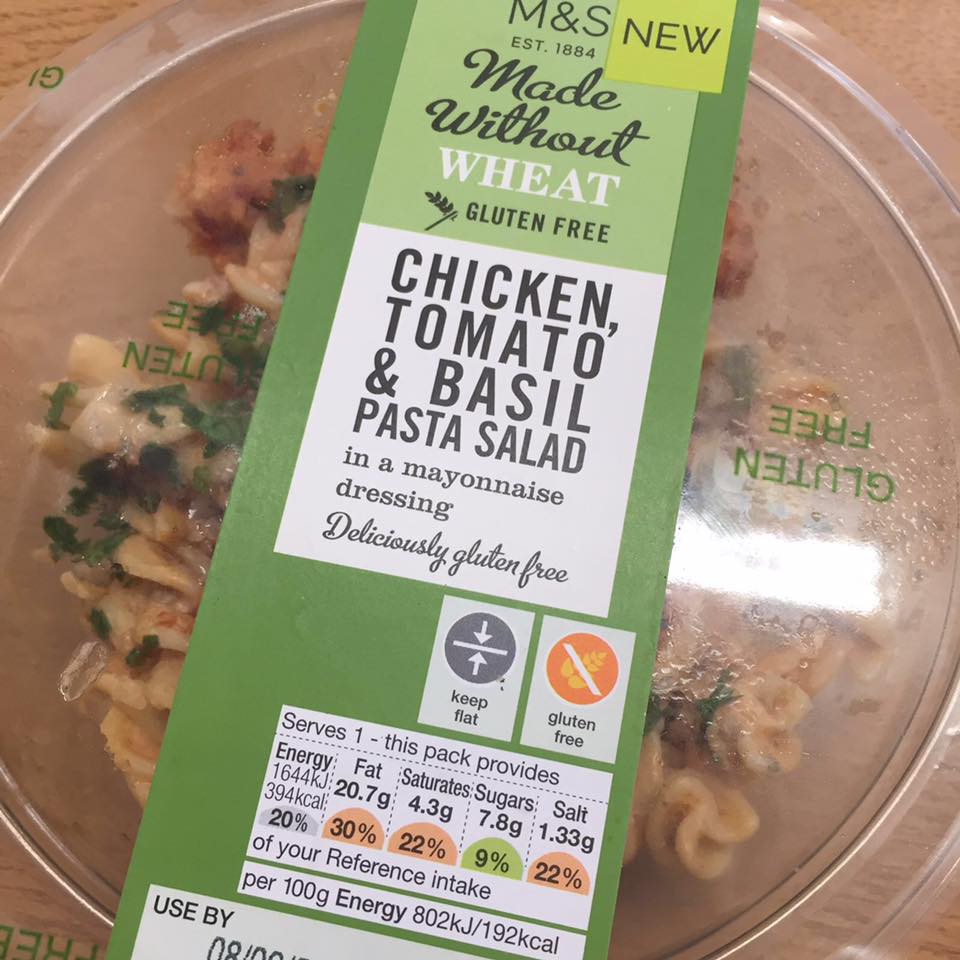 M&S
EST. 1884
NEW
Made
Without
WHEAT
GLUTEN FREE
CHICKEN,
TOMATO
& BASIL
PASTA SALAD
in a mayonnaise
dressing
Deliciously gluten free
keep
flat
gluten
free
Serves 1 - this pack provides
Energy Fat Saturates Sugars Salt
1644kJ
394kcal 20.7g 4.3g 7.8g 1.33g
20% 30% 22% 9% 22%
of your Reference intake
per 100g Energy 802kJ/192kcal
USE BY
GLUTEN
FREE
GLUTEN
FREE